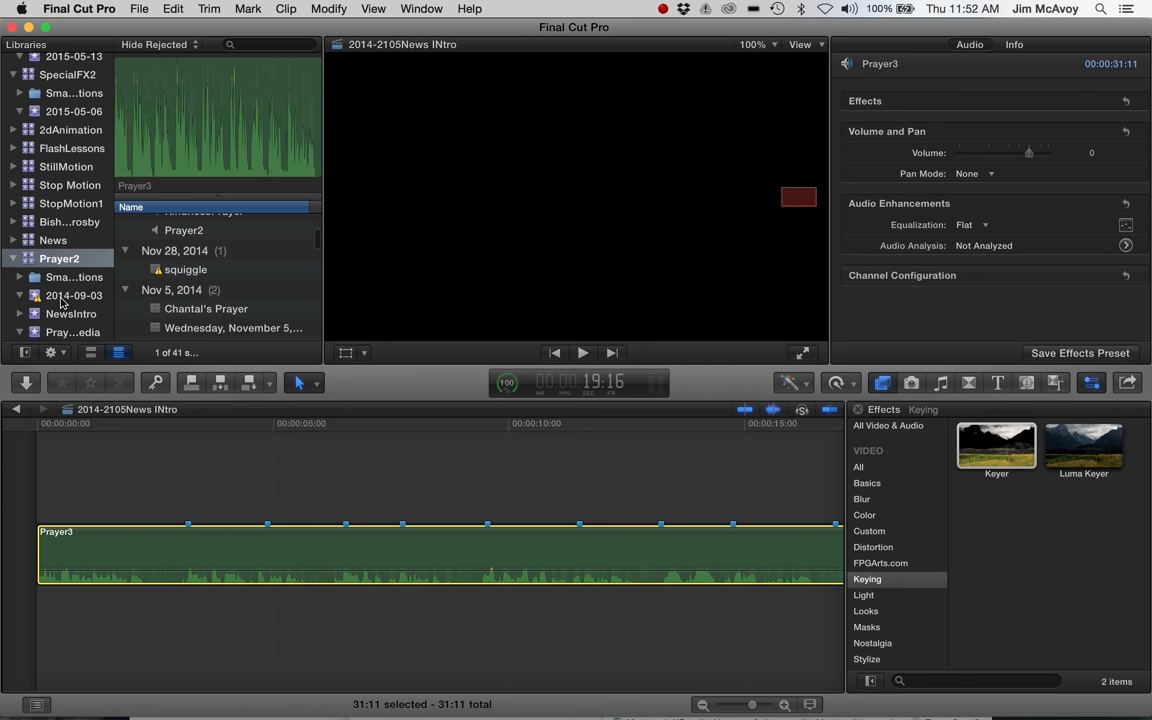 Final Cut Pro File Edit Trim Mark Clip Modify View Window Help 100% Thu 11:52 AM Jim McAvoy
Final Cut Pro
Libraries Hide Rejected 2014-2105News INtro 100% View Audio Info
2015-05-13
SpecialFX2
Sma...tions
2015-05-06
2dAnimation
FlashLessons
StillMotion
Stop Motion
StopMotion1
Bish...rosby
News
Prayer2
Sma...tions
2014-09-03
NewsIntro
Pray...edia
Prayer3
Name
Prayer2
Nov 28, 2014 (1)
squiggle
Nov 5, 2014 (2)
Chantal's Prayer
Wednesday, November 5,...
1 of 41 s...
Prayer3 00:00:31:11
Effects
Volume and Pan
Volume: 0
Pan Mode: None
Audio Enhancements
Equalization: Flat
Audio Analysis: Not Analyzed
Channel Configuration
Save Effects Preset
100 00:00:19:16
HR MIN SEC FR
2014-2105News INtro
00:00:00:00 00:00:05:00 00:00:10:00 00:00:15:00
Prayer3
Effects Keying
All Video & Audio
VIDEO
All
Basics
Blur
Color
Custom
Distortion
FPGArts.com
Keying
Light
Looks
Masks
Nostalgia
Stylize
Keyer Luma Keyer
2 items
31:11 selected - 31:11 total